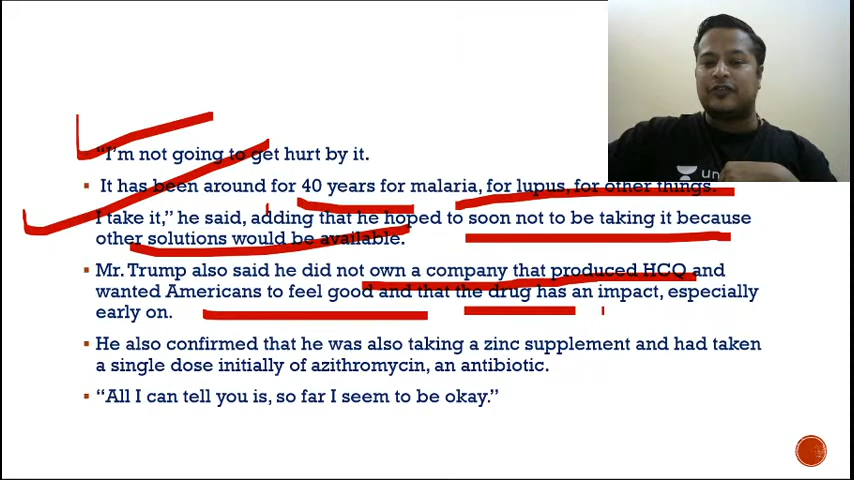 "I'm not going to get hurt by it.
It has been around for 40 years for malaria, for lupus, for other things.
I take it," he said, adding that he hoped to soon not to be taking it because
other solutions would be available.
Mr. Trump also said he did not own a company that produced HCQ and
wanted Americans to feel good and that the drug has an impact, especially
early on.
He also confirmed that he was also taking a zinc supplement and had taken
a single dose initially of azithromycin, an antibiotic.
"All I can tell you is, so far I seem to be okay."
un